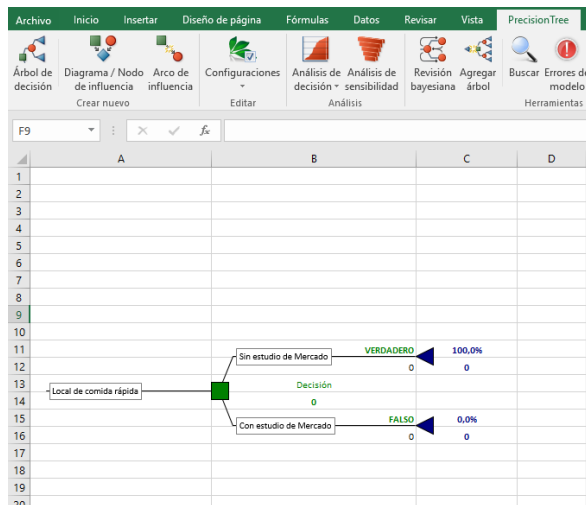 Archivo Inicio Insertar Diseño de página Fórmulas Datos Revisar Vista PrecisionTree
Árbol de decisión Diagrama / Nodo de influencia Arco de influencia Configuraciones Análisis de decisión Análisis de sensibilidad Revisión bayesiana Agregar árbol Buscar Errores de modelo
Crear nuevo Editar Análisis Herramientas
F9 fx
A B C D
1
2
3
4
5
6
7
8
9
10
11 Sin estudio de Mercado VERDADERO 100,0%
12 0 0
13 Local de comida rápida Decisión
14 0
15 Con estudio de Mercado FALSO 0,0%
16 0 0
17
18
19
20